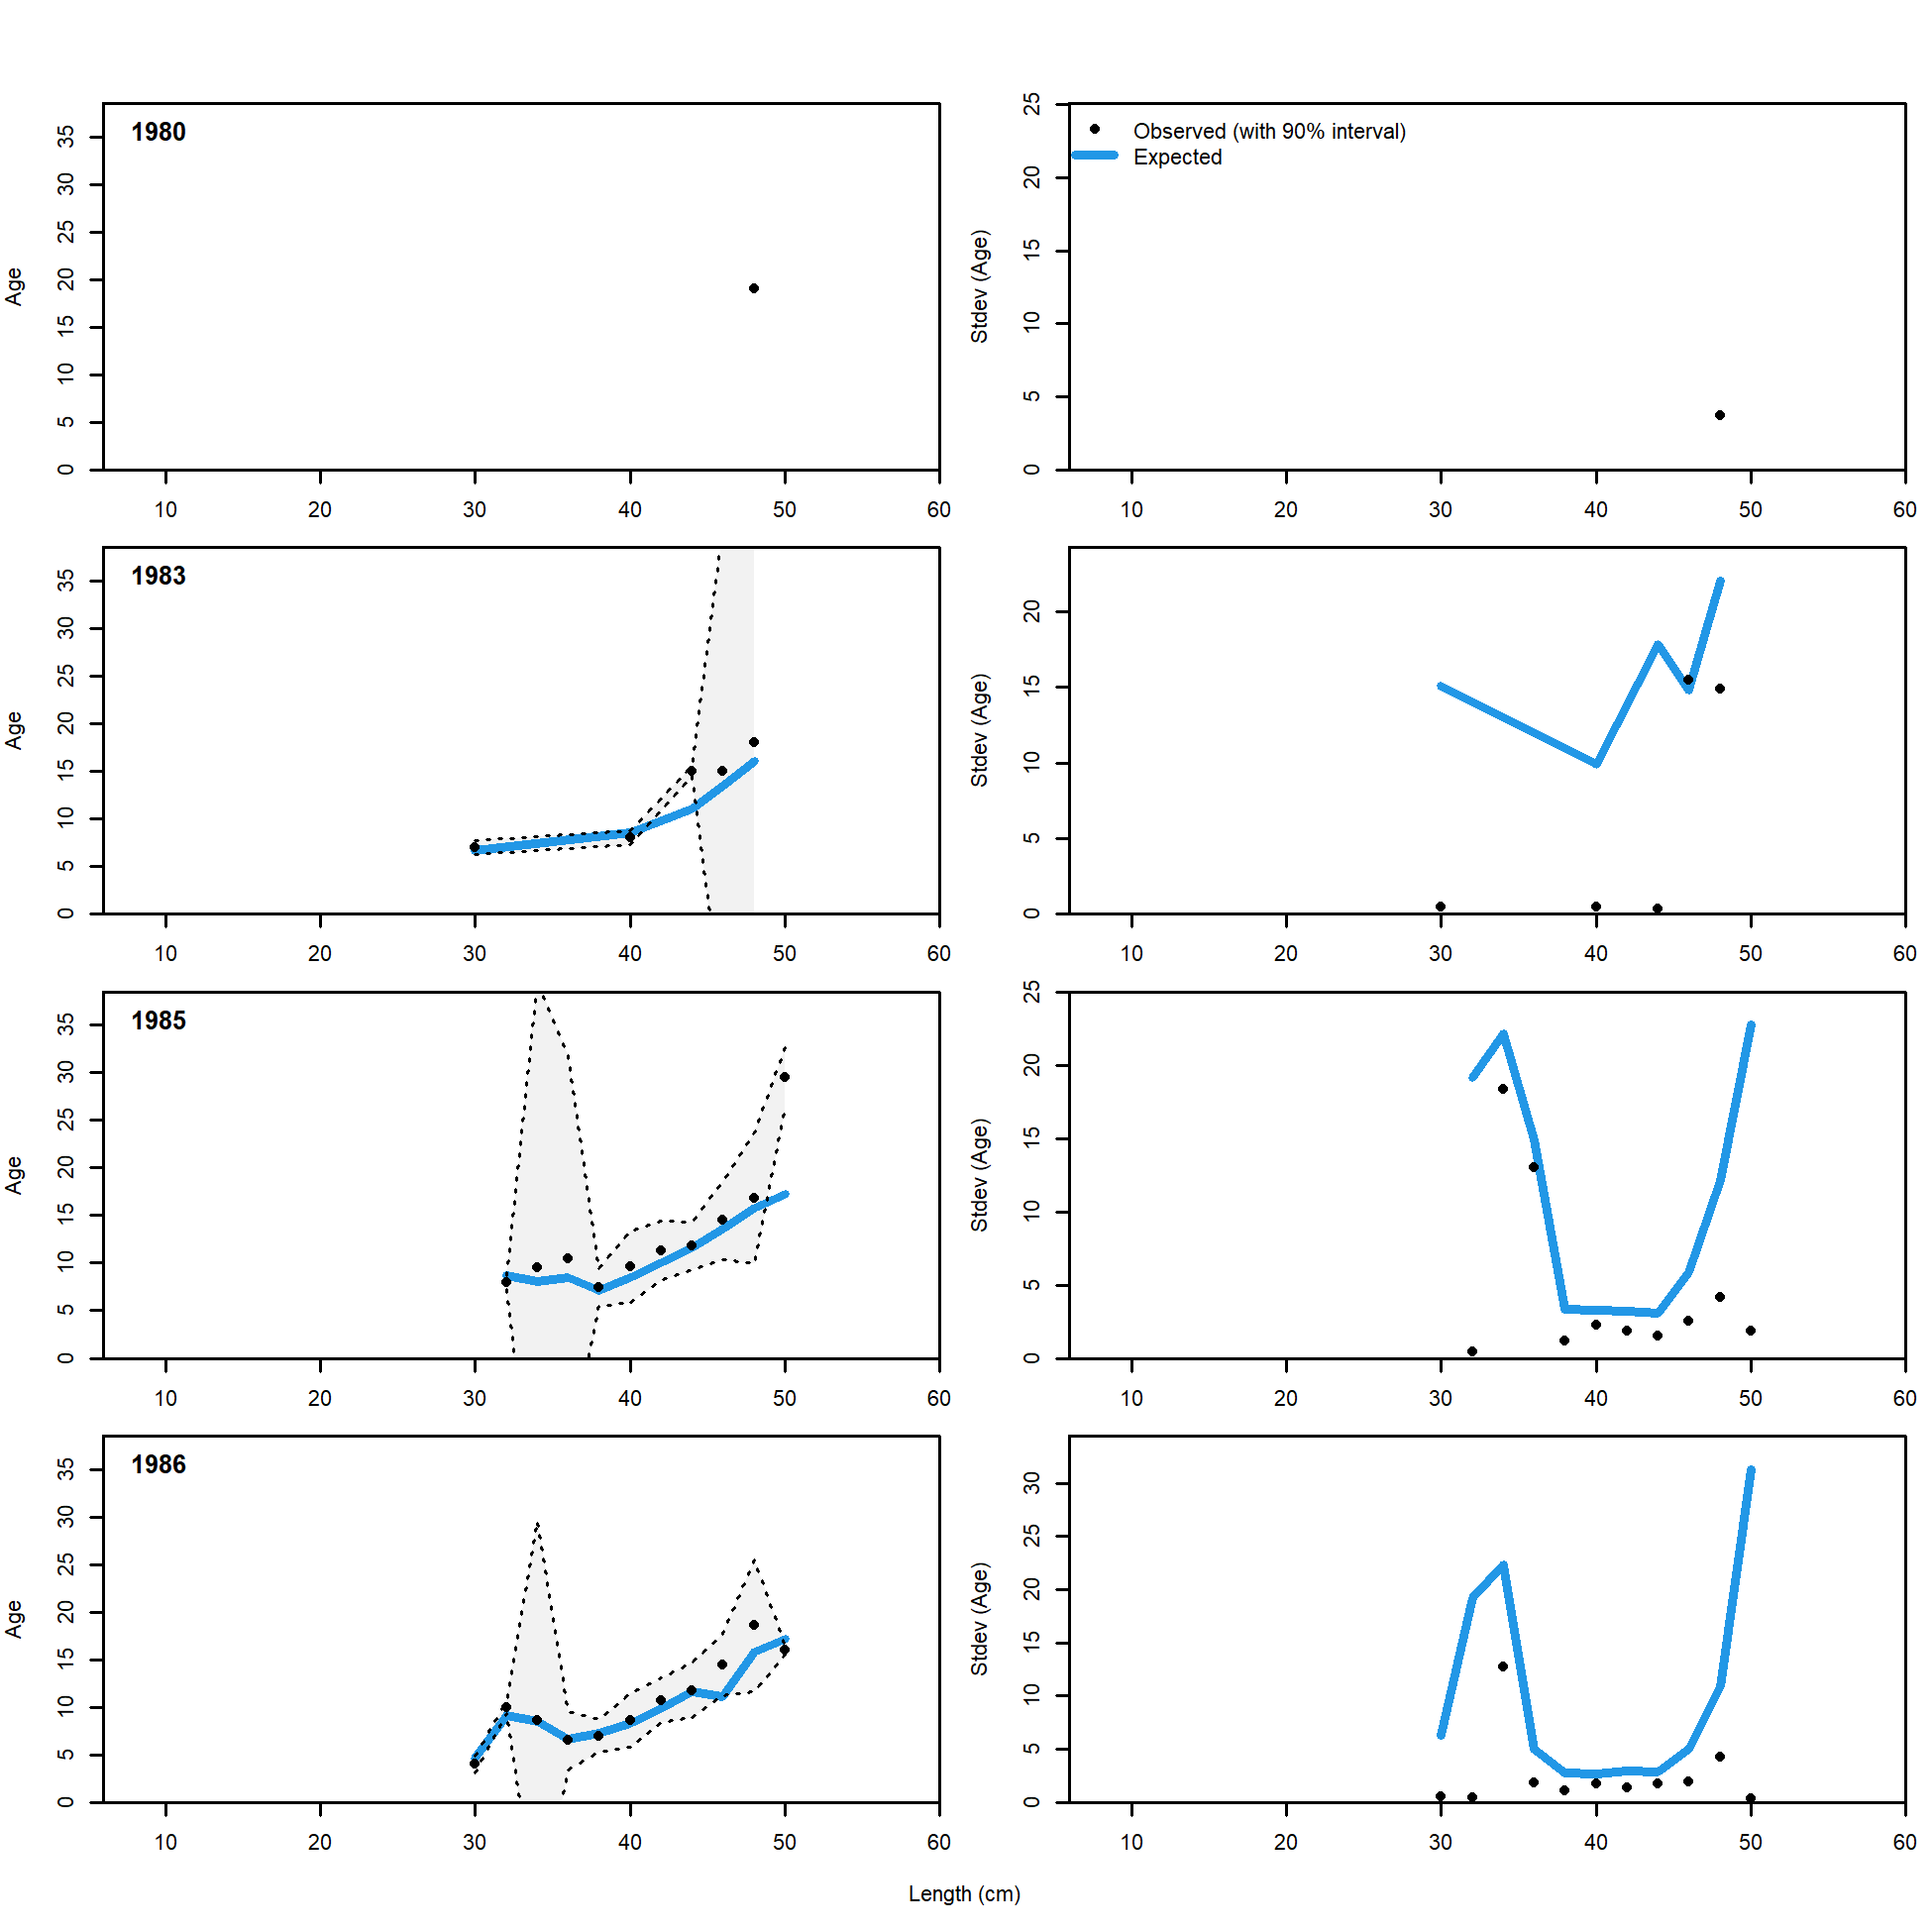 1980
Age
0 5 10 15 20 25 30 35
10 20 30 40 50 60
Observed (with 90% interval)
Expected
Stdev (Age)
0 5 10 15 20 25
10 20 30 40 50 60
1983
Age
0 5 10 15 20 25 30 35
10 20 30 40 50 60
Stdev (Age)
0 5 10 15 20
10 20 30 40 50 60
1985
Age
0 5 10 15 20 25 30 35
10 20 30 40 50 60
Stdev (Age)
0 5 10 15 20 25
10 20 30 40 50 60
1986
Age
0 5 10 15 20 25 30 35
10 20 30 40 50 60
Stdev (Age)
0 5 10 15 20 25 30
10 20 30 40 50 60
Length (cm)